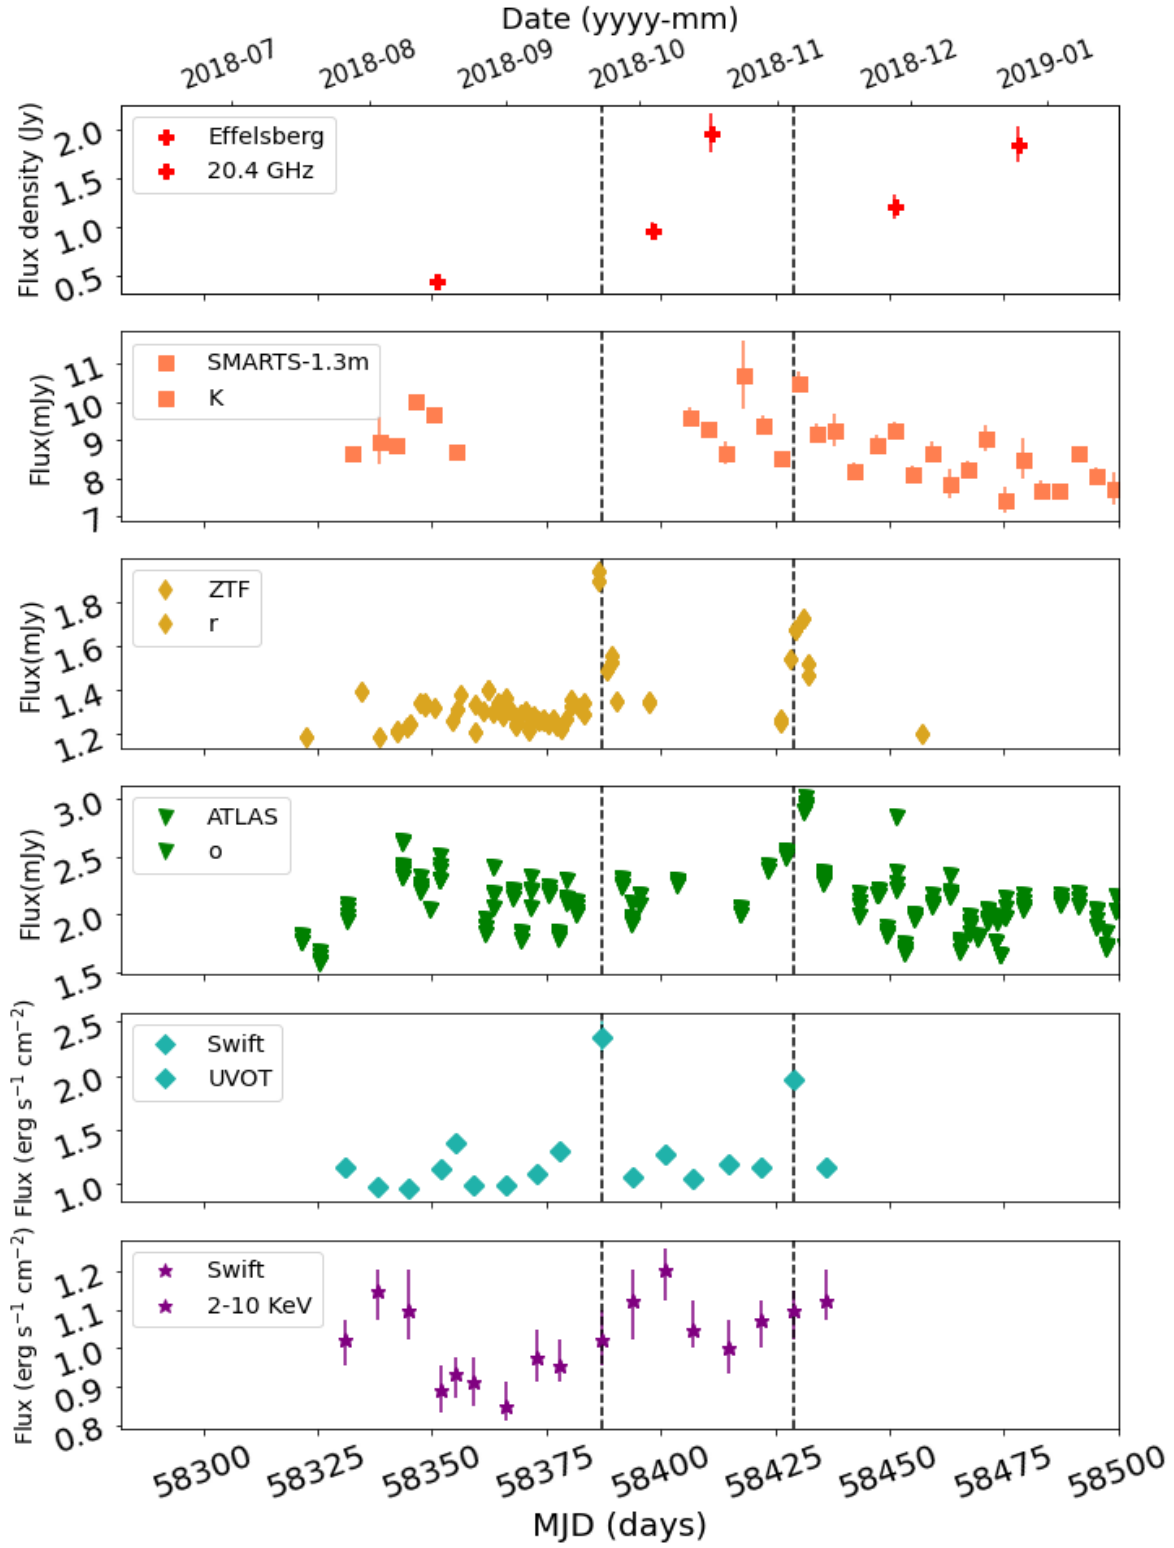 Date (yyyy-mm)
2018-07 2018-08 2018-09 2018-10 2018-11 2018-12 2019-01
Flux density (Jy)
2.0
1.5
1.0
0.5
Effelsberg
20.4 GHz
Flux(mJy)
11
10
9
8
7
SMARTS-1.3m
K
Flux(mJy)
1.8
1.6
1.4
1.2
ZTF
r
Flux(mJy)
3.0
2.5
2.0
1.5
ATLAS
o
Flux (erg s⁻¹ cm⁻²)
2.5
2.0
1.5
1.0
Swift
UVOT
Flux (erg s⁻¹ cm⁻²)
1.2
1.1
1.0
0.9
0.8
Swift
2-10 KeV
58300 58325 58350 58375 58400 58425 58450 58475 58500
MJD (days)